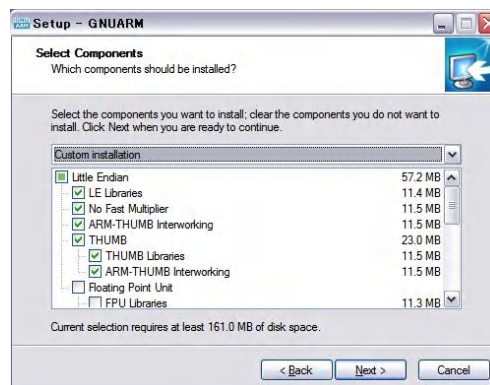 GNU ARM Setup - GNUARM
Select Components
Which components should be installed?
Select the components you want to install; clear the components you do not want to
install. Click Next when you are ready to continue.
Custom installation
Little Endian 57.2 MB
LE Libraries 11.4 MB
No Fast Multiplier 11.5 MB
ARM-THUMB Interworking 11.5 MB
THUMB 23.0 MB
THUMB Libraries 11.5 MB
ARM-THUMB Interworking 11.5 MB
Floating Point Unit
FPU Libraries 11.3 MB
Current selection requires at least 161.0 MB of disk space.
< Back Next > Cancel